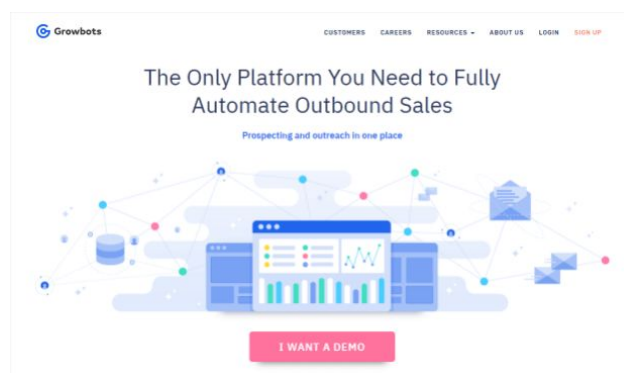 Growbots
CUSTOMERS CAREERS RESOURCES ABOUT US LOGIN SIGN UP
The Only Platform You Need to Fully
Automate Outbound Sales
Prospecting and outreach in one place
I WANT A DEMO